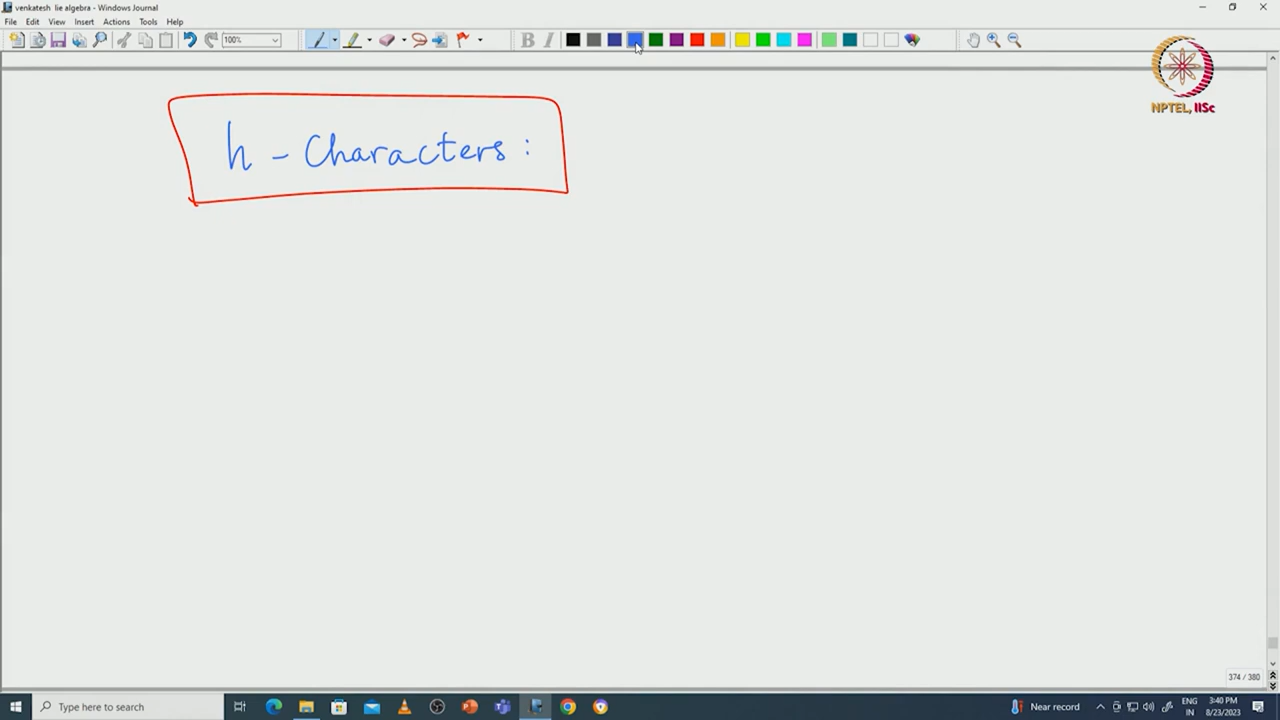 venkatesh lie algebra - Windows Journal
File Edit View Insert Actions Tools Help
100%
NPTEL, IISc
h - Characters :
374 / 380
Type here to search
Near record
ENG
IN
3:40 PM
8/23/2023